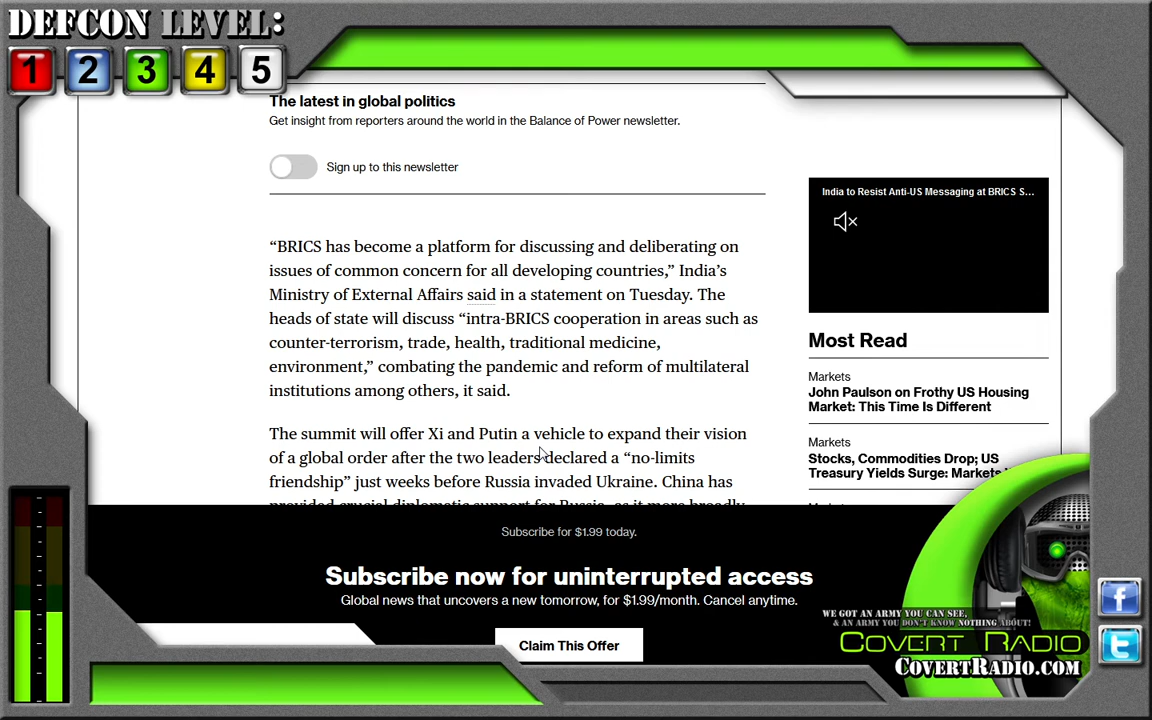 DEFCON LEVEL:
1 2 3 4 5
The latest in global politics
Get insight from reporters around the world in the Balance of Power newsletter.
Sign up to this newsletter
“BRICS has become a platform for discussing and deliberating on
issues of common concern for all developing countries,” India’s
Ministry of External Affairs said in a statement on Tuesday. The
heads of state will discuss “intra-BRICS cooperation in areas such as
counter-terrorism, trade, health, traditional medicine,
environment,” combating the pandemic and reform of multilateral
institutions among others, it said.
The summit will offer Xi and Putin a vehicle to expand their vision
of a global order after the two leaders declared a “no-limits
friendship” just weeks before Russia invaded Ukraine. China has
provided crucial diplomatic support for Russia, as it more broadly
India to Resist Anti-US Messaging at BRICS S...
Most Read
Markets
John Paulson on Frothy US Housing
Market: This Time Is Different
Markets
Stocks, Commodities Drop; US
Treasury Yields Surge: Markets
Subscribe for $1.99 today.
Subscribe now for uninterrupted access
Global news that uncovers a new tomorrow, for $1.99/month. Cancel anytime.
Claim This Offer
WE GOT AN ARMY YOU CAN SEE,
& AN ARMY YOU DON'T KNOW NOTHING ABOUT!
COVERT RADIO
COVERTRADIO.COM